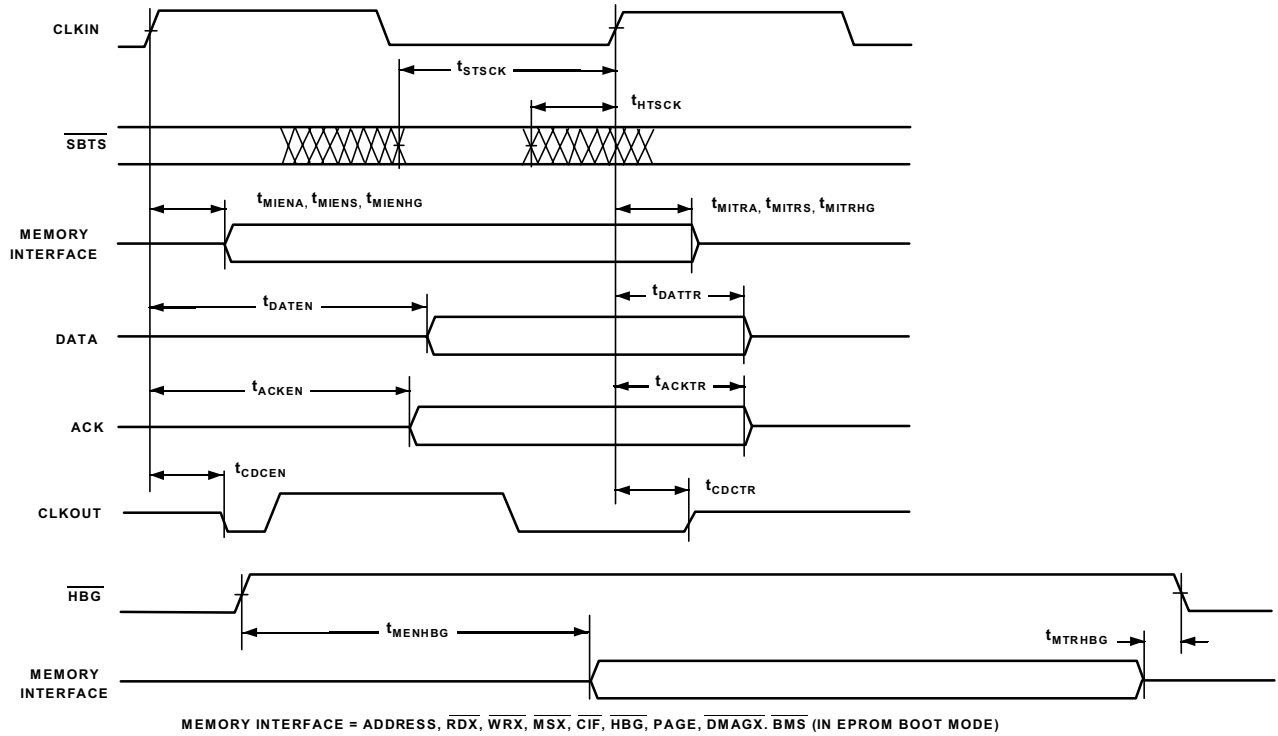 CLKIN
tSTSCK
tHTSCK
SBTS
tMIENA, tMIENS, tMIENHG
tMITRA, tMITRS, tMITRHG
MEMORY
INTERFACE
tDATEN
tDATTR
DATA
tACKEN
tACKTR
ACK
tCDCEN
tCDCTR
CLKOUT
HBG
tMENHBG
tMTRHBG
MEMORY
INTERFACE
MEMORY INTERFACE = ADDRESS, RDX, WRX, MSX, CIF, HBG, PAGE, DMAGX. BMS (IN EPROM BOOT MODE)